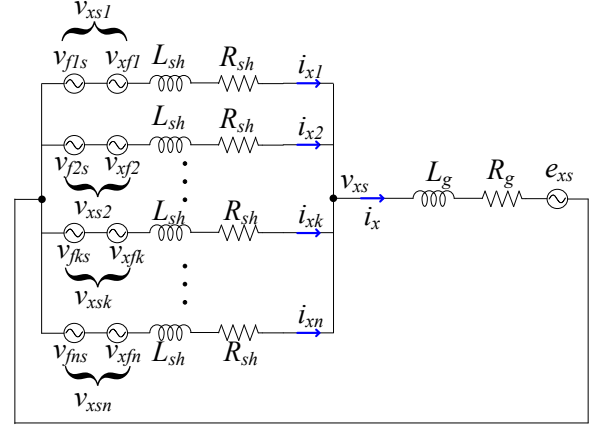 v_xs1
v_f1s v_xf1 L_sh R_sh i_x1
v_f2s v_xf2 L_sh R_sh i_x2
v_xs2
v_xs i_x L_g R_g e_xs
v_fks v_xfk L_sh R_sh i_xk
v_xsk
v_fns v_xfn L_sh R_sh i_xn
v_xsn